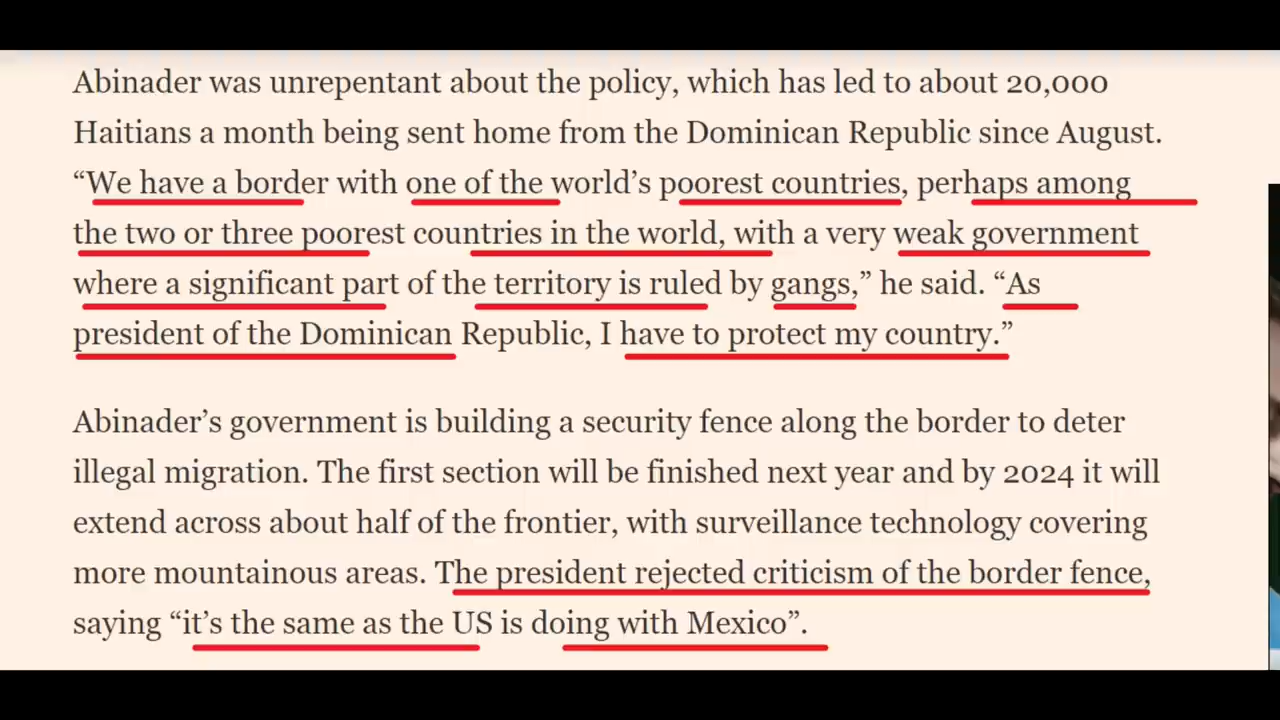 Abinader was unrepentant about the policy, which has led to about 20,000
Haitians a month being sent home from the Dominican Republic since August.
“We have a border with one of the world’s poorest countries, perhaps among
the two or three poorest countries in the world, with a very weak government
where a significant part of the territory is ruled by gangs,” he said. “As
president of the Dominican Republic, I have to protect my country.”
Abinader’s government is building a security fence along the border to deter
illegal migration. The first section will be finished next year and by 2024 it will
extend across about half of the frontier, with surveillance technology covering
more mountainous areas. The president rejected criticism of the border fence,
saying “it’s the same as the US is doing with Mexico”.